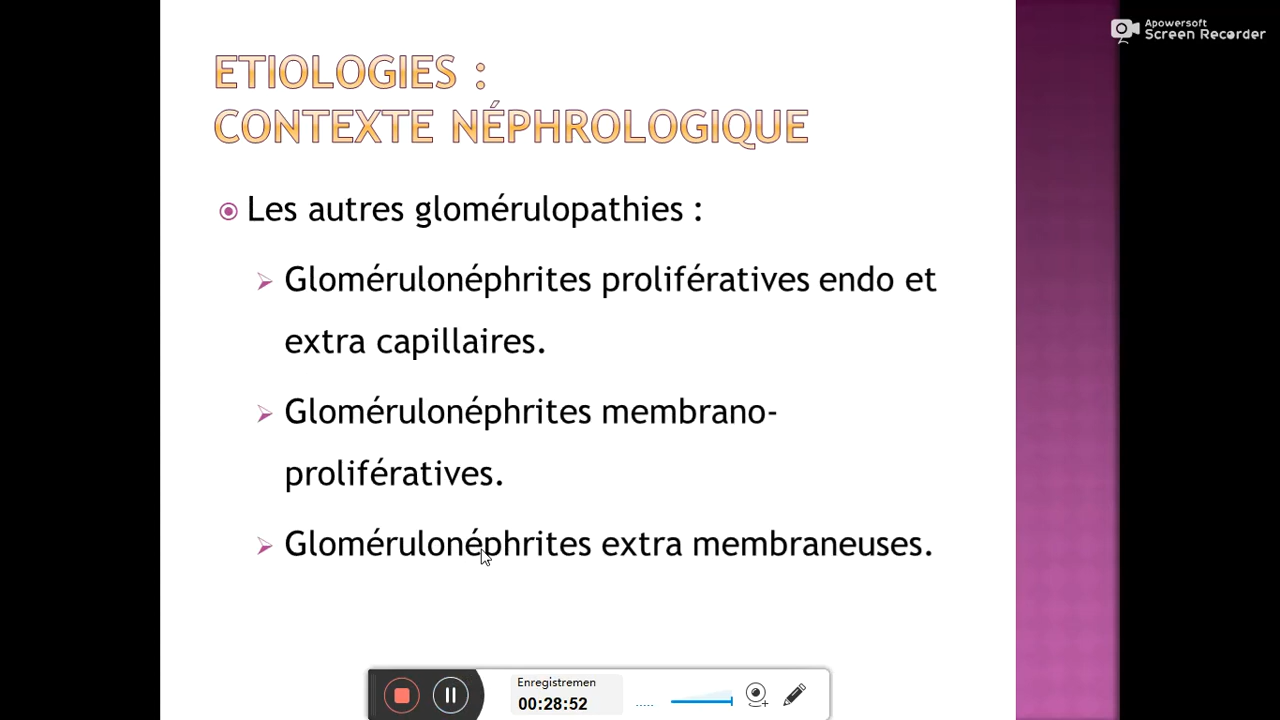 Apowersoft
Screen Recorder
ETIOLOGIES :
CONTEXTE NÉPHROLOGIQUE
Les autres glomérulopathies :
Glomérulonéphrites prolifératives endo et
extra capillaires.
Glomérulonéphrites membrano-
prolifératives.
Glomérulonéphrites extra membraneuses.
Enregistremen
00:28:52